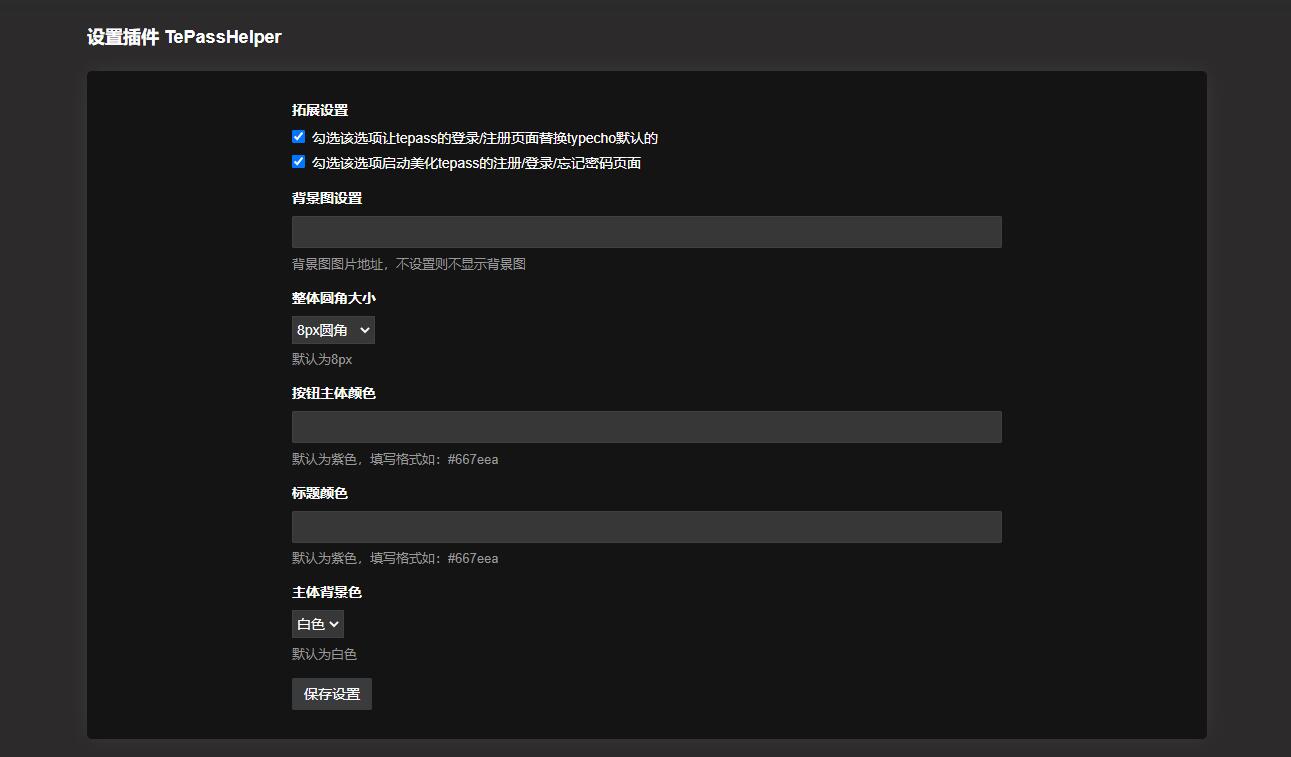 设置插件 TePassHelper
拓展设置
勾选该选项让tepass的登录/注册页面替换typecho默认的
勾选该选项启动美化tepass的注册/登录/忘记密码页面
背景图设置
背景图图片地址，不设置则不显示背景图
整体圆角大小
8px圆角
默认为8px
按钮主体颜色
默认为紫色，填写格式如：#667eea
标题颜色
默认为紫色，填写格式如：#667eea
主体背景色
白色
默认为白色
保存设置